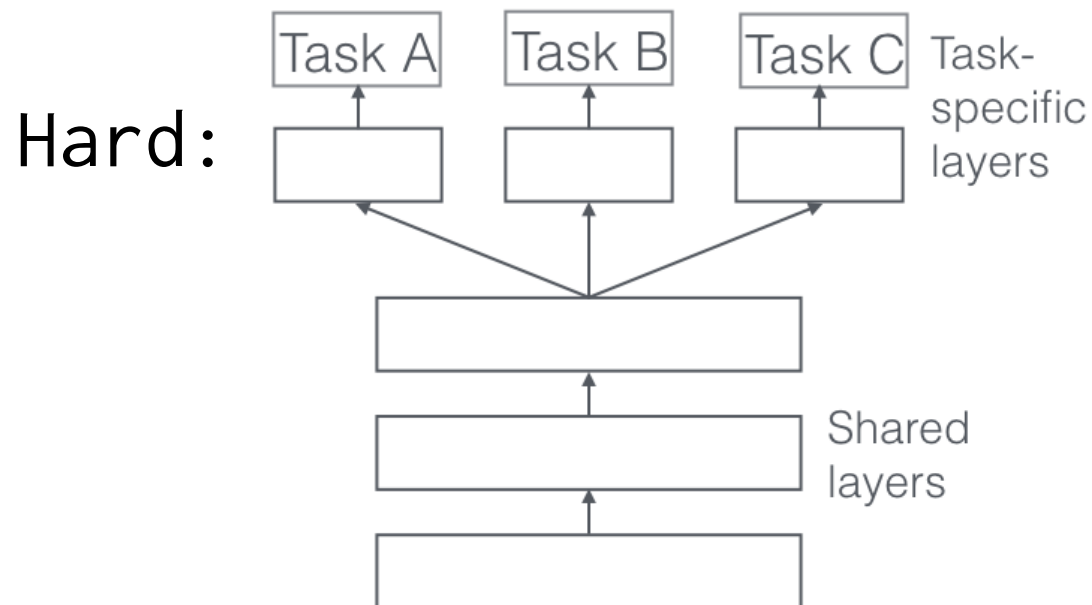 Task A
Task B
Task C
Task-
specific
layers
Hard:
Shared
layers